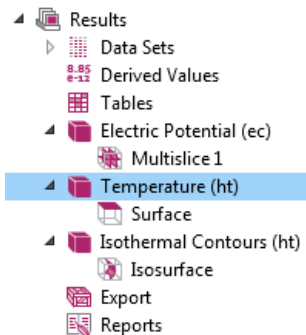 Results
Data Sets
8.85
e-12 Derived Values
Tables
Electric Potential (ec)
Multislice 1
Temperature (ht)
Surface
Isothermal Contours (ht)
Isosurface
Export
Reports